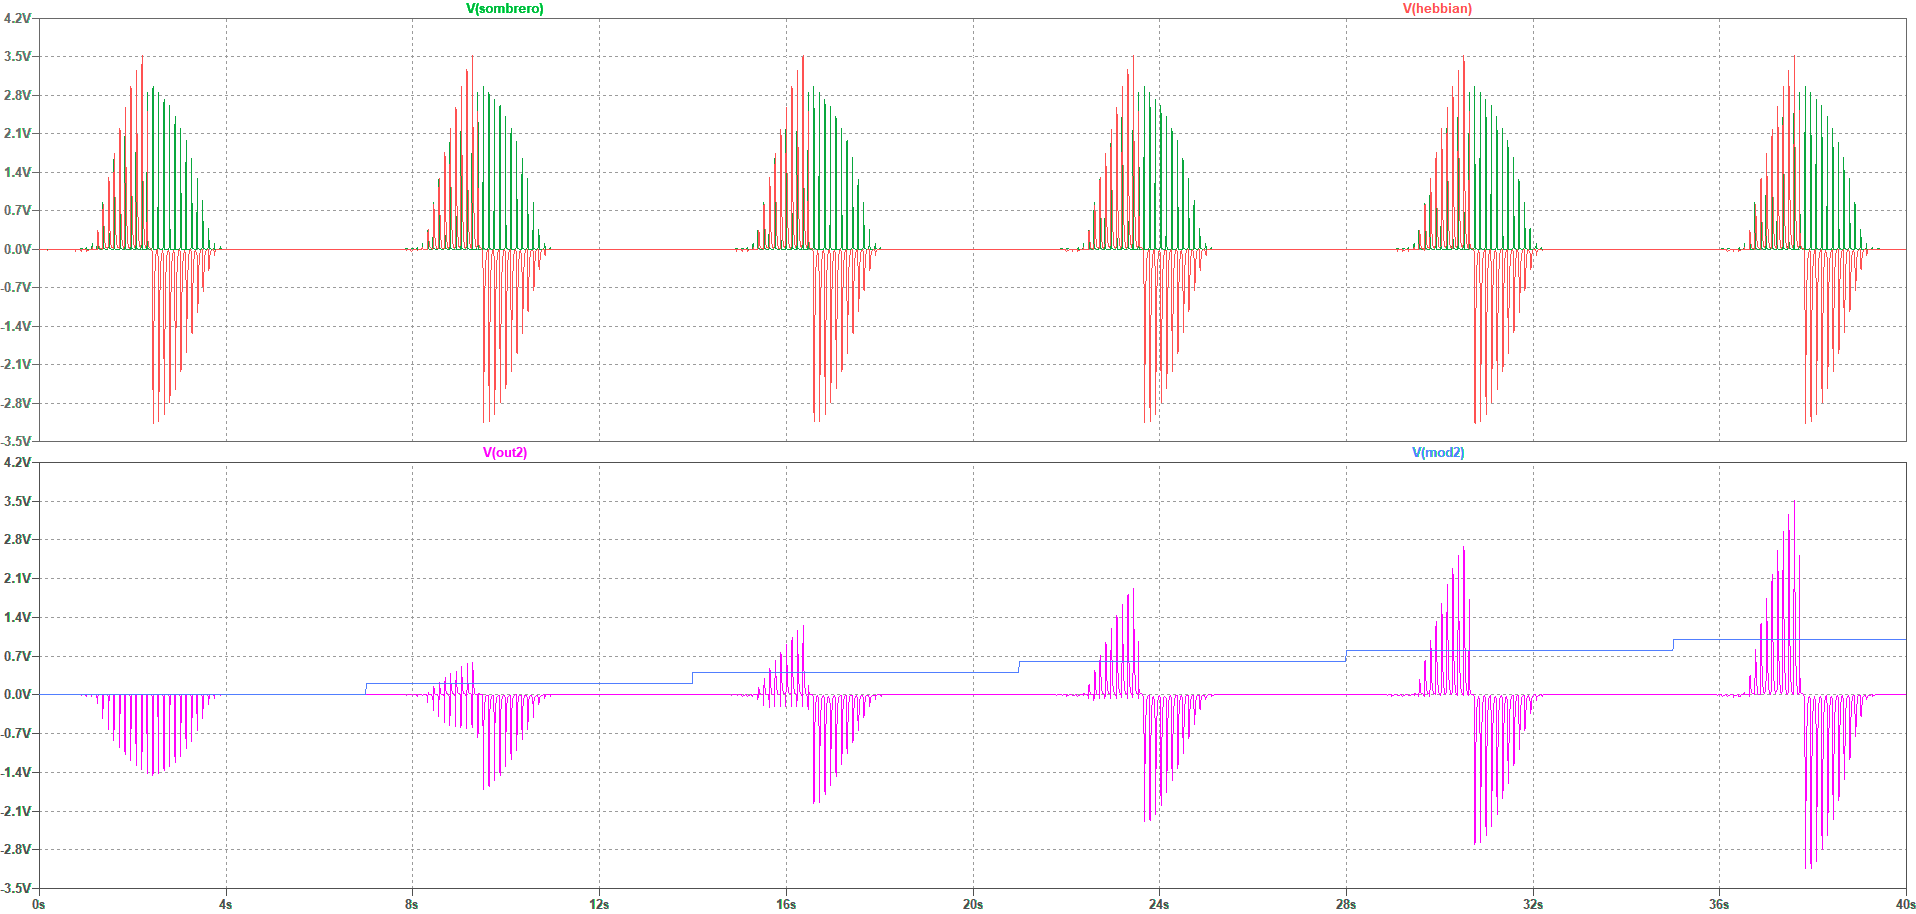 V(sombrero) V(hebbian)
4.2V
3.5V
2.8V
2.1V
1.4V
0.7V
0.0V
-0.7V
-1.4V
-2.1V
-2.8V
-3.5V
V(out2) V(mod2)
4.2V
3.5V
2.8V
2.1V
1.4V
0.7V
0.0V
-0.7V
-1.4V
-2.1V
-2.8V
-3.5V
0s 4s 8s 12s 16s 20s 24s 28s 32s 36s 40s